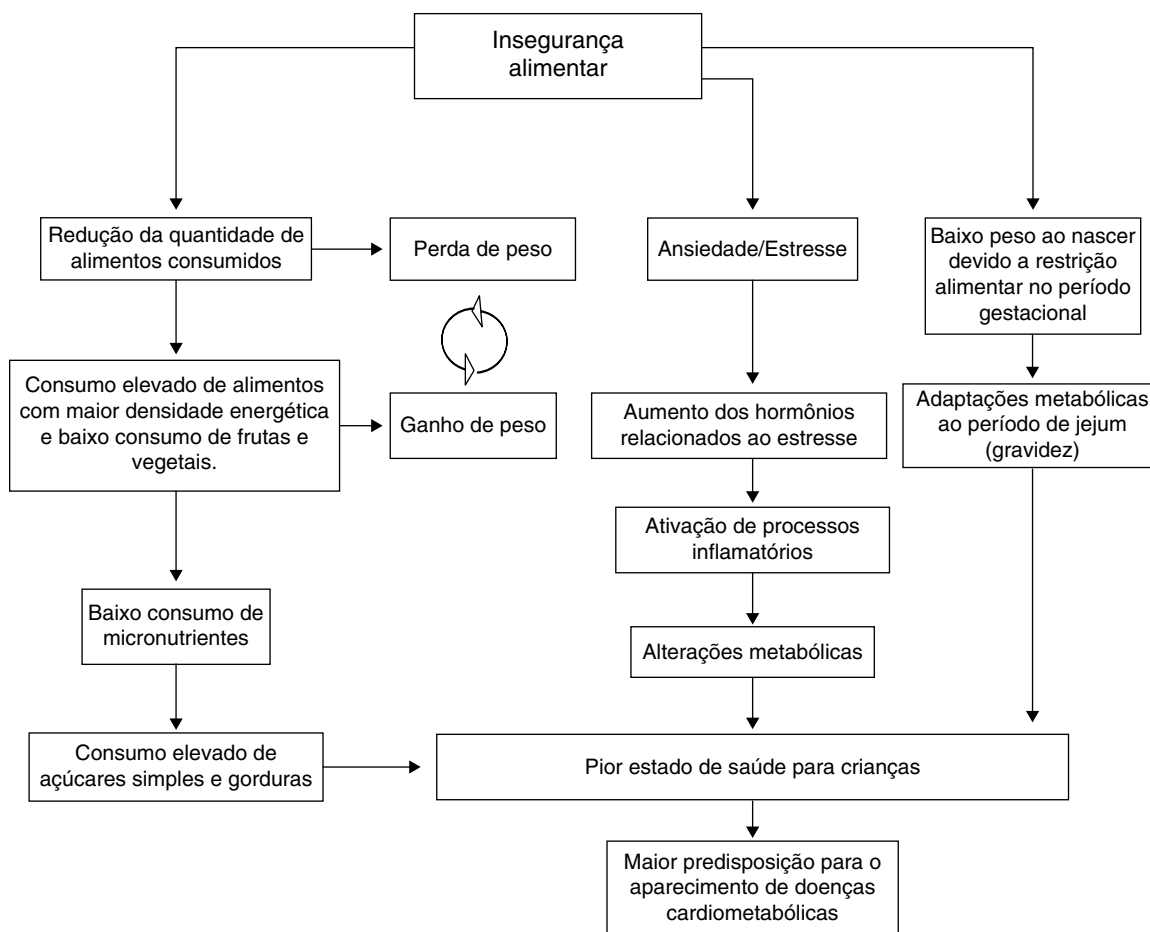 Insegurança
alimentar
Redução da quantidade de
alimentos consumidos
Perda de peso
Ansiedade/Estresse
Baixo peso ao nascer
devido a restrição
alimentar no período
gestacional
Consumo elevado de alimentos
com maior densidade energética
e baixo consumo de frutas e
vegetais.
Ganho de peso
Aumento dos hormônios
relacionados ao estresse
Adaptações metabólicas
ao período de jejum
(gravidez)
Ativação de processos
inflamatórios
Baixo consumo de
micronutrientes
Alterações metabólicas
Consumo elevado de
açúcares simples e gorduras
Pior estado de saúde para crianças
Maior predisposição para o
aparecimento de doenças
cardiometabólicas